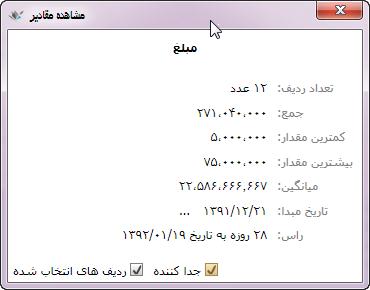 مشاهده مقادیر
مبلغ
تعداد ردیف: ۱۲ عدد
جمع: ۲۷۱،۰۴۰،۰۰۰
کمترین مقدار: ۵،۰۰۰،۰۰۰
بیشترین مقدار: ۷۵،۰۰۰،۰۰۰
میانگین: ۲۲،۵۸۶،۶۶۶,۶۶۷
تاریخ مبدا: ۱۳۹۱/۱۲/۲۱ ...
راس: ۲۸ روزه به تاریخ ۱۳۹۲/۰۱/۱۹
جدا کننده ردیف های انتخاب شده